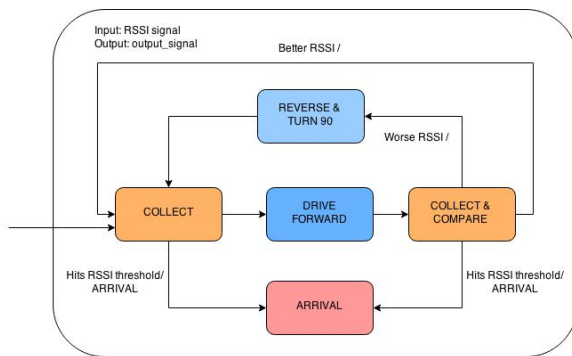 Input: RSSI signal
Output: output_signal
Better RSSI /
REVERSE &
TURN 90
Worse RSSI /
COLLECT
DRIVE
FORWARD
COLLECT &
COMPARE
Hits RSSI threshold/
ARRIVAL
ARRIVAL
Hits RSSI threshold/
ARRIVAL